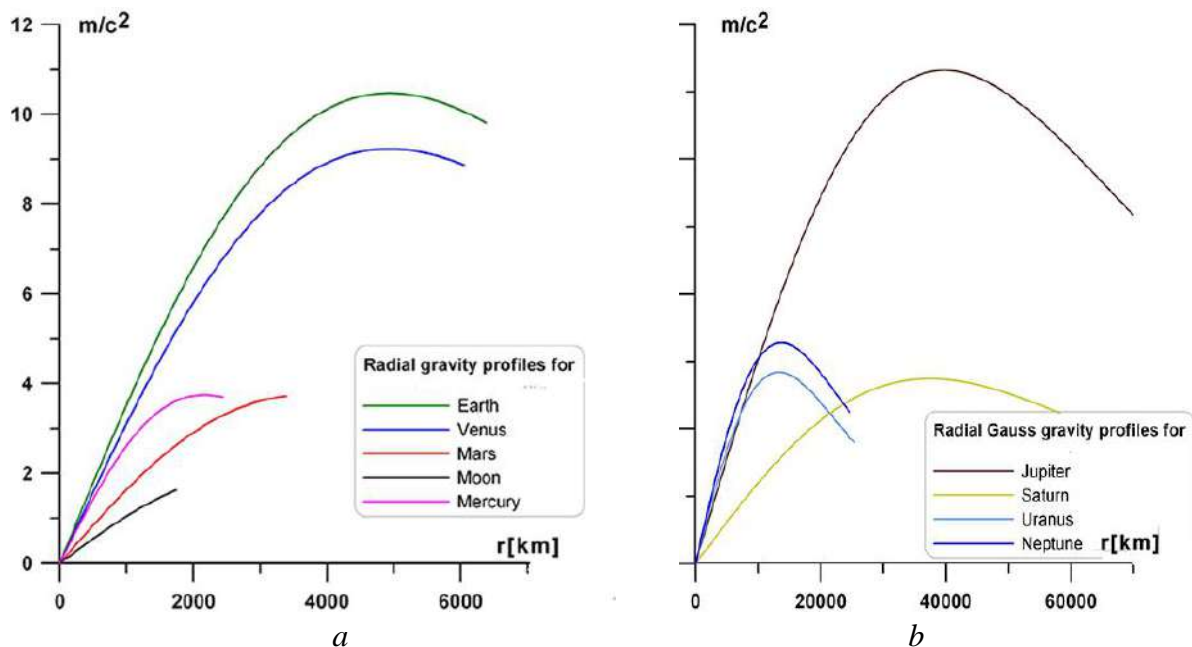 12
m/c²
10
8
6
4
2
0
Radial gravity profiles for
Earth
Venus
Mars
Moon
Mercury
r[km]
0 2000 4000 6000
a
m/c²
Radial Gauss gravity profiles for
Jupiter
Saturn
Uranus
Neptune
r[km]
0 20000 40000 60000
b